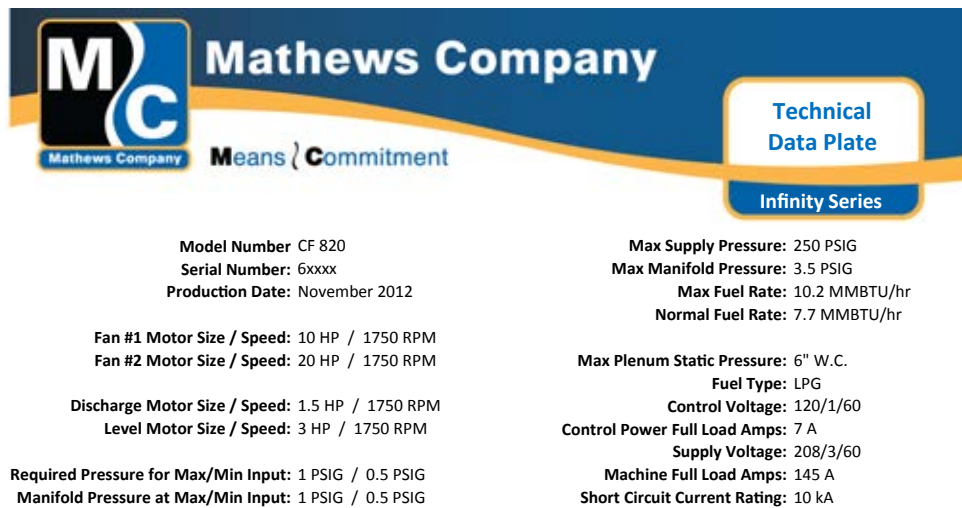 MC
Mathews Company
Mathews Company
Means Commitment
Technical
Data Plate
Infinity Series
Model Number CF 820
Serial Number: 6xxxx
Production Date: November 2012
Fan #1 Motor Size / Speed: 10 HP / 1750 RPM
Fan #2 Motor Size / Speed: 20 HP / 1750 RPM
Discharge Motor Size / Speed: 1.5 HP / 1750 RPM
Level Motor Size / Speed: 3 HP / 1750 RPM
Required Pressure for Max/Min Input: 1 PSIG / 0.5 PSIG
Manifold Pressure at Max/Min Input: 1 PSIG / 0.5 PSIG
Max Supply Pressure: 250 PSIG
Max Manifold Pressure: 3.5 PSIG
Max Fuel Rate: 10.2 MMBTU/hr
Normal Fuel Rate: 7.7 MMBTU/hr
Max Plenum Static Pressure: 6" W.C.
Fuel Type: LPG
Control Voltage: 120/1/60
Control Power Full Load Amps: 7 A
Supply Voltage: 208/3/60
Machine Full Load Amps: 145 A
Short Circuit Current Rating: 10 kA